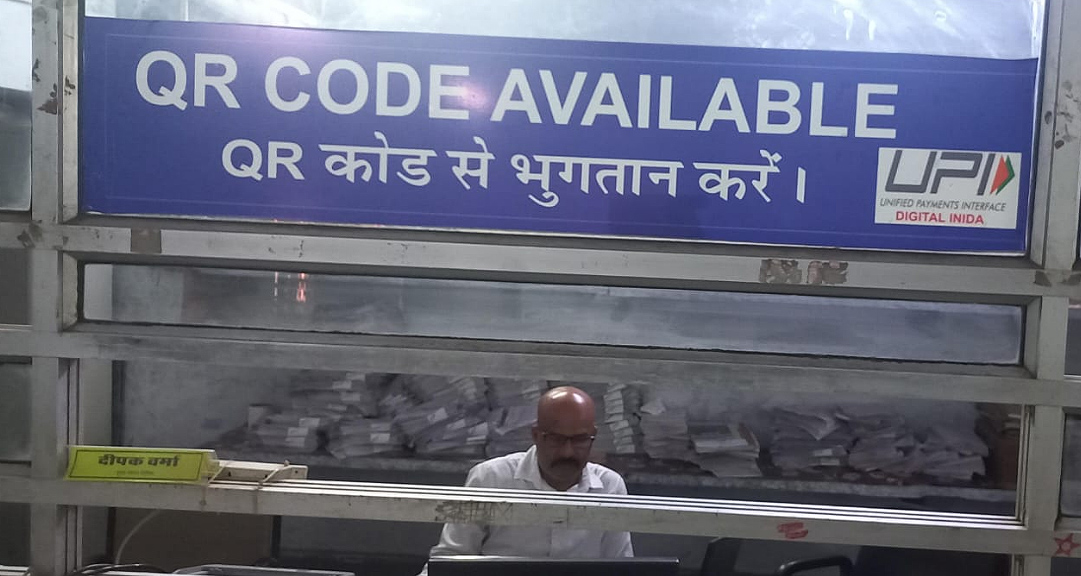 QR CODE AVAILABLE
QR कोड से भुगतान करें।
UPI
UNIFIED PAYMENTS INTERFACE
DIGITAL INIDA
दीपक वर्मा